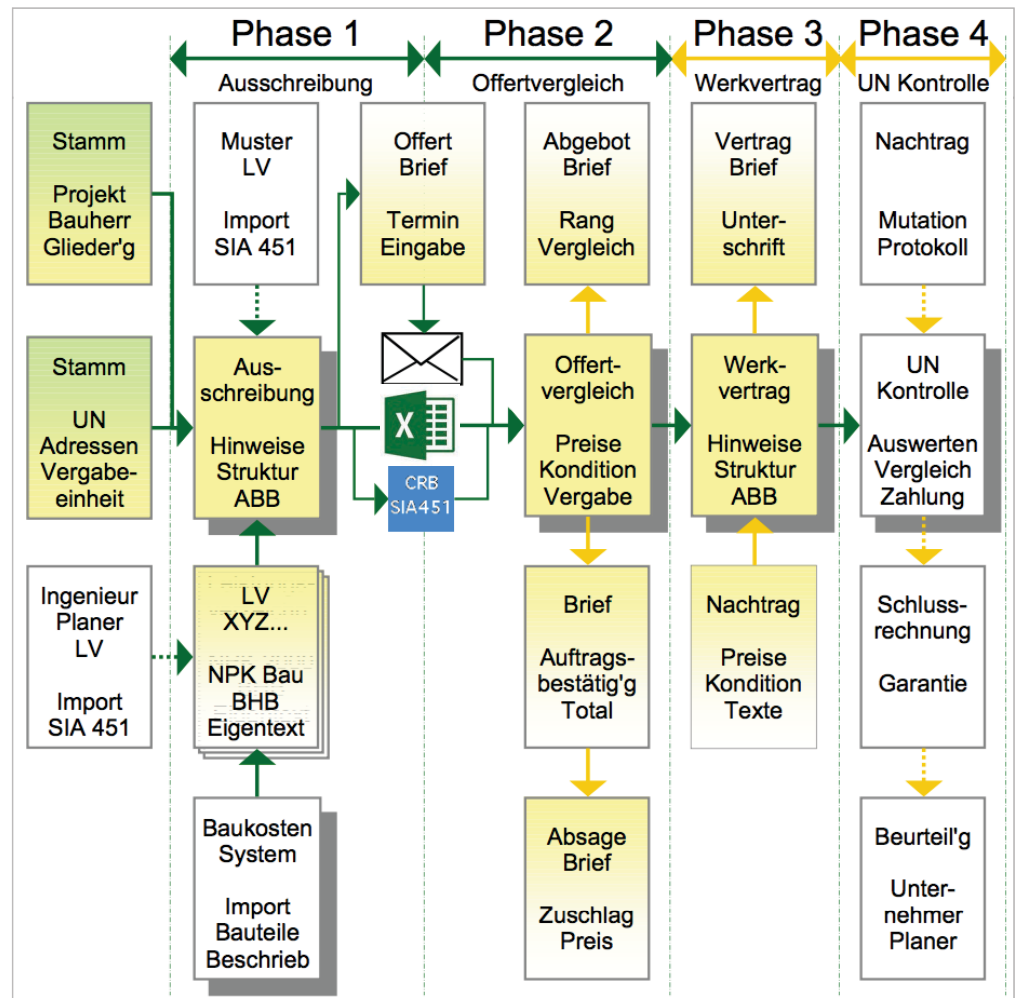 Phase 1
Phase 2
Phase 3
Phase 4
Ausschreibung
Offertvergleich
Werkvertrag
UN Kontrolle
Stamm
Projekt
Bauherr
Glieder'g
Muster
LV
Import
SIA 451
Offert
Brief
Termin
Eingabe
Abgebot
Brief
Rang
Vergleich
Vertrag
Brief
Unter-
schrift
Nachtrag
Mutation
Protokoll
Stamm
UN
Adressen
Vergabe-
einheit
Aus-
schreibung
Hinweise
Struktur
ABB
X
CRB
SIA451
Offert-
vergleich
Preise
Kondition
Vergabe
Werk-
vertrag
Hinweise
Struktur
ABB
UN
Kontrolle
Auswerten
Vergleich
Zahlung
Ingenieur
Planer
LV
Import
SIA 451
LV
XYZ...
NPK Bau
BHB
Eigentext
Brief
Auftrags-
bestätig'g
Total
Nachtrag
Preise
Kondition
Texte
Schluss-
rechnung
Garantie
Baukosten
System
Import
Bauteile
Beschrieb
Absage
Brief
Zuschlag
Preis
Beurteil'g
Unter-
nehmer
Planer